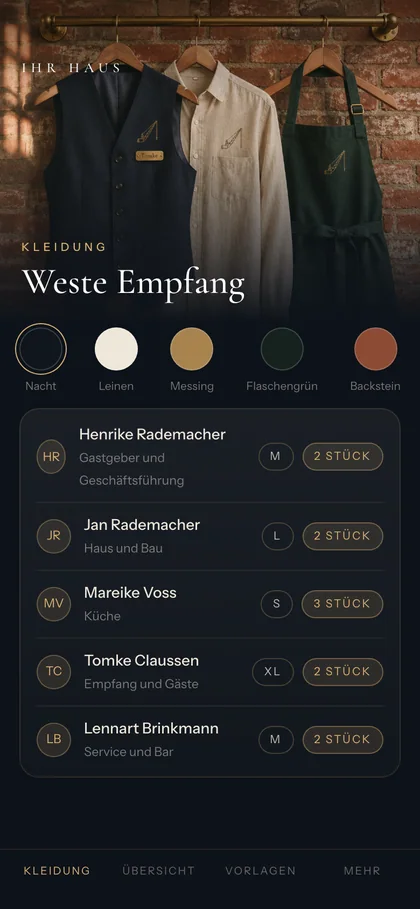 IHR HAUS
KLEIDUNG
Weste Empfang
Nacht
Leinen
Messing
Flaschengrün
Backstein
HR
Henrike Rademacher
Gastgeber und
Geschäftsführung
M
2 STÜCK
JR
Jan Rademacher
Haus und Bau
L
2 STÜCK
MV
Mareike Voss
Küche
S
3 STÜCK
TC
Tomke Claussen
Empfang und Gäste
XL
2 STÜCK
LB
Lennart Brinkmann
Service und Bar
M
2 STÜCK
KLEIDUNG
ÜBERSICHT
VORLAGEN
MEHR